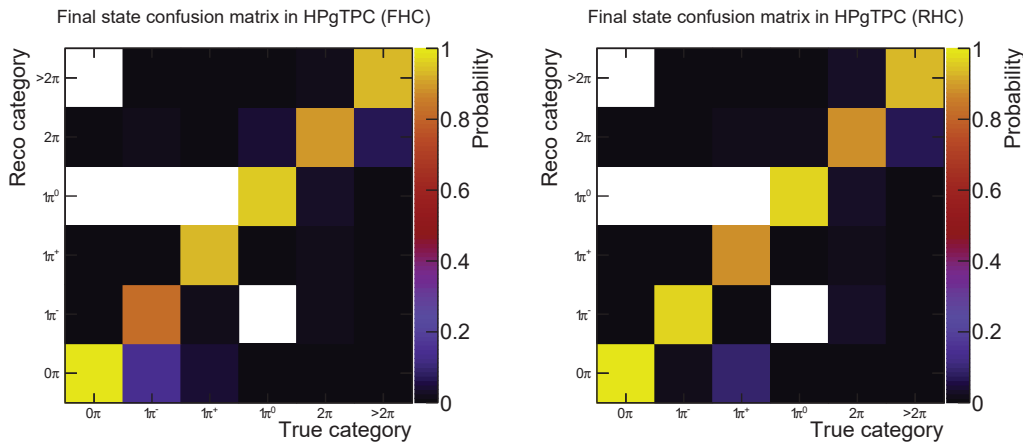 Final state confusion matrix in HPgTPC (FHC)
Reco category
>2π
2π
1π⁰
1π⁺
1π⁻
0π
0π 1π⁻ 1π⁺ 1π⁰ 2π >2π
True category
1
0.8
0.6
0.4
0.2
0
Probability
Final state confusion matrix in HPgTPC (RHC)
Reco category
>2π
2π
1π⁰
1π⁺
1π⁻
0π
0π 1π⁻ 1π⁺ 1π⁰ 2π >2π
True category
1
0.8
0.6
0.4
0.2
0
Probability